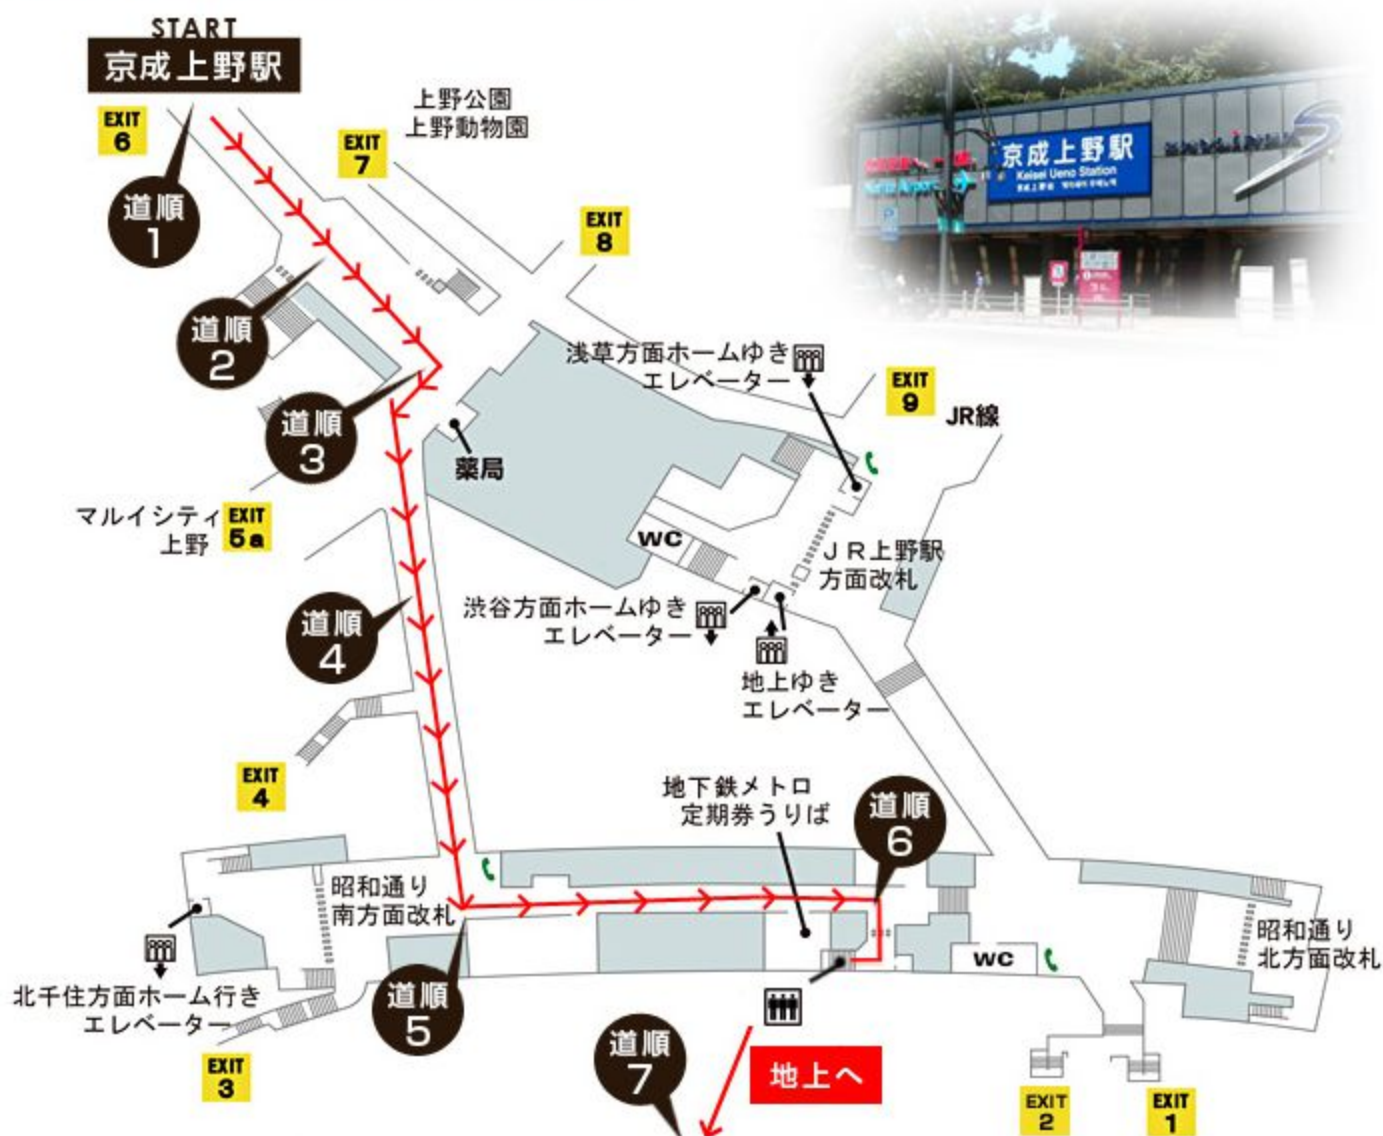 START
京成上野駅
EXIT
6
上野公園
上野動物園
EXIT
7
道順
1
京成上野駅
Keisei Ueno Station
EXIT
8
道順
2
浅草方面ホームゆき
エレベーター
EXIT
9
JR線
道順
3
薬局
マルイシティ
上野
EXIT
5a
WC
ＪＲ上野駅
方面改札
渋谷方面ホームゆき
エレベーター
道順
4
地上ゆき
エレベーター
EXIT
4
地下鉄メトロ
定期券うりば
道順
6
昭和通り
南方面改札
昭和通り
北方面改札
WC
北千住方面ホーム行き
エレベーター
道順
5
EXIT
3
道順
7
地上へ
EXIT
2
EXIT
1